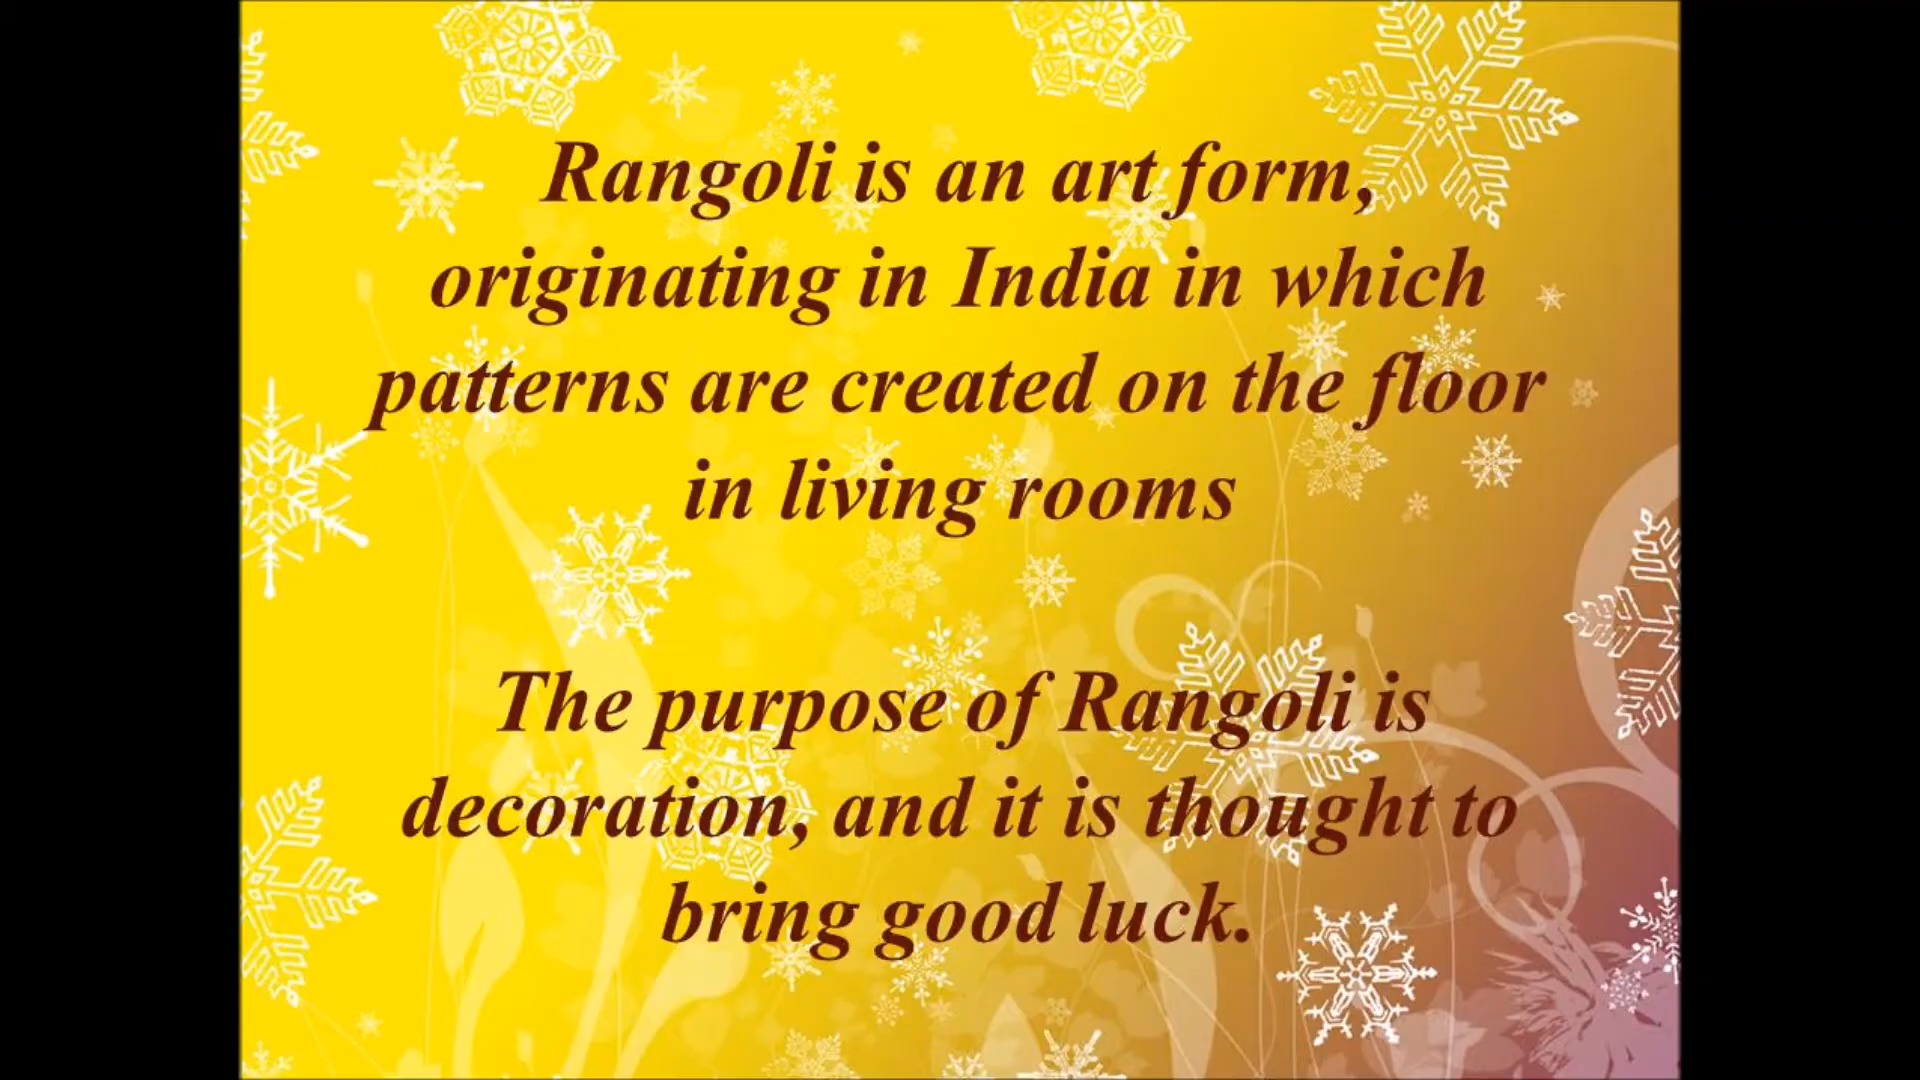 Rangoli is an art form,
originating in India in which
patterns are created on the floor
in living rooms
The purpose of Rangoli is
decoration, and it is thought to
bring good luck.